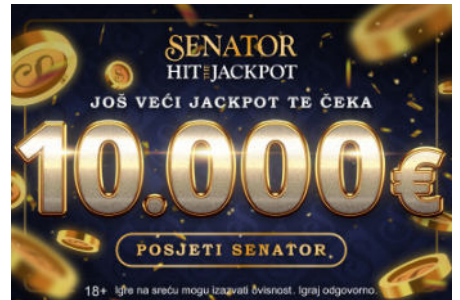 SENATOR
HIT THE JACKPOT
JOŠ VEĆI JACKPOT TE ČEKA
10.000€
POSJETI SENATOR
18+ Igre na sreću mogu izazvati ovisnost. Igraj odgovorno.